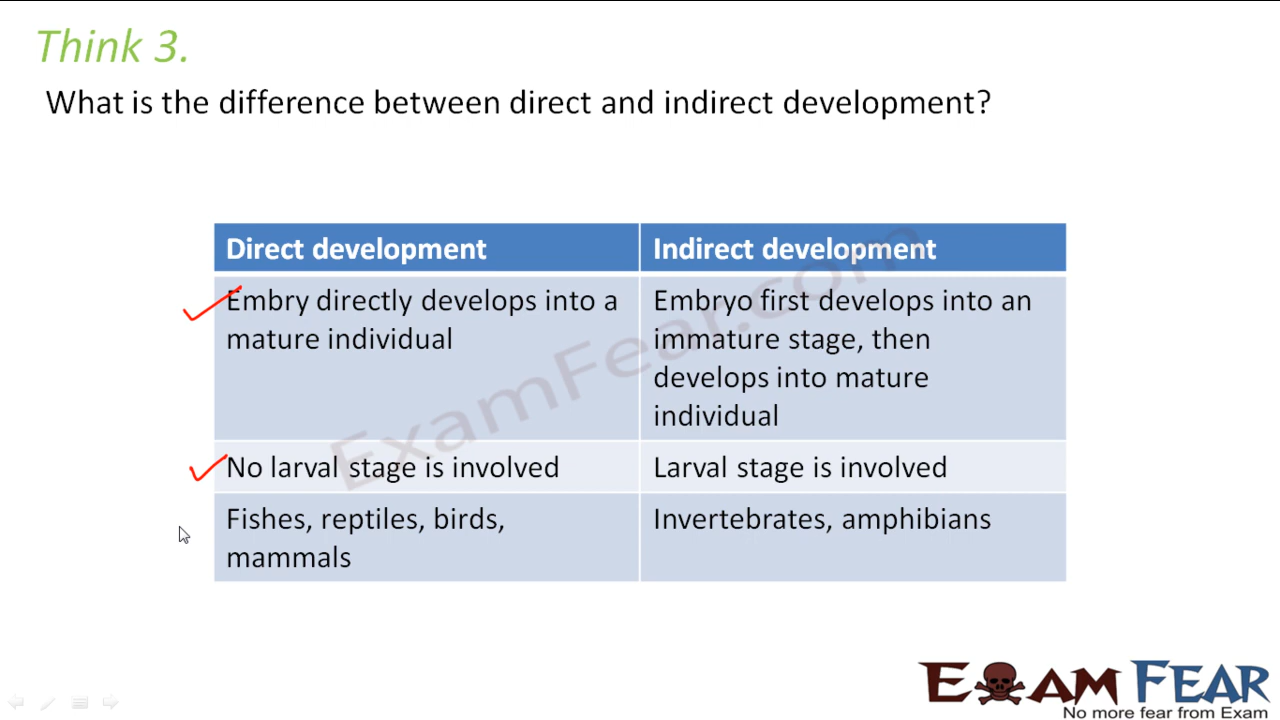 Think 3.
What is the difference between direct and indirect development?
Direct development
Indirect development
Embry directly develops into a
mature individual
Embryo first develops into an
immature stage, then
develops into mature
individual
No larval stage is involved
Larval stage is involved
Fishes, reptiles, birds,
mammals
Invertebrates, amphibians
ExamFear.com
EXAM FEAR
No more fear from Exam